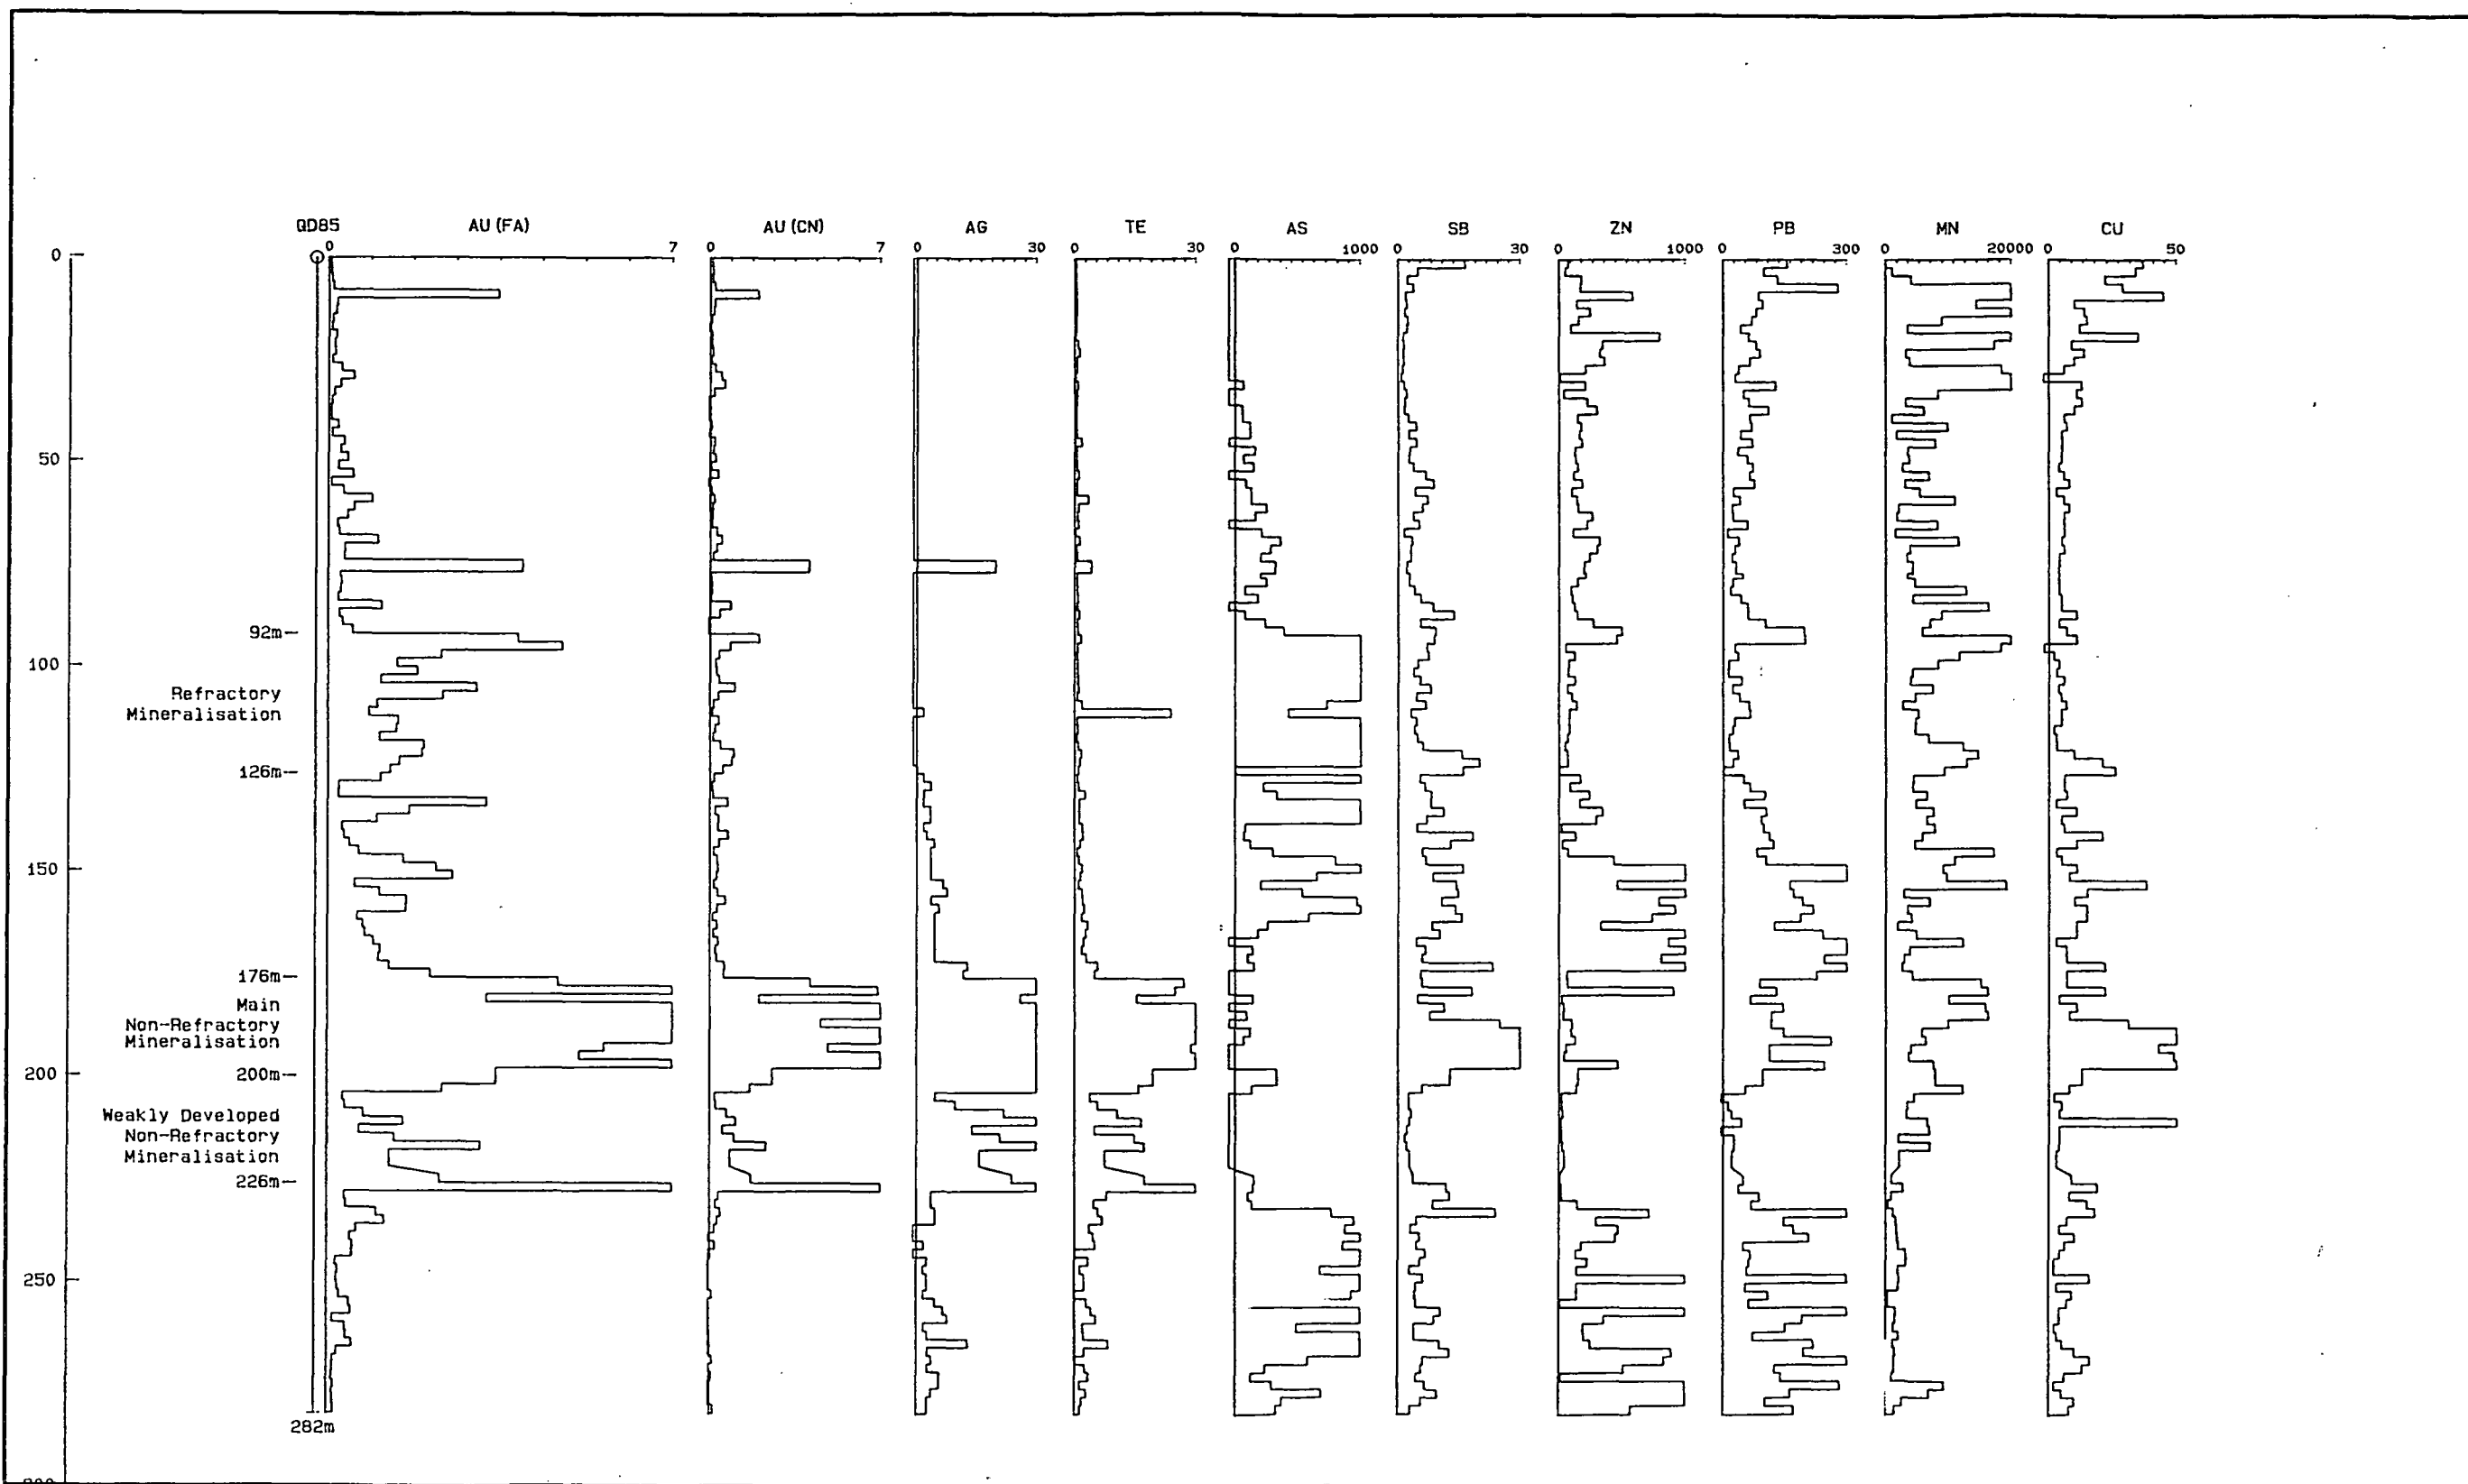 QD85 AU (FA) AU (CN) AG TE AS SB ZN PB MN CU
0 7 0 7 0 30 0 30 0 1000 0 30 0 1000 0 300 0 20000 0 50
0
50
92m
100
Refractory
Mineralisation
126m
150
176m
Main
Non-Refractory
Mineralisation
200m
200
Weakly Developed
Non-Refractory
Mineralisation
226m
250
282m